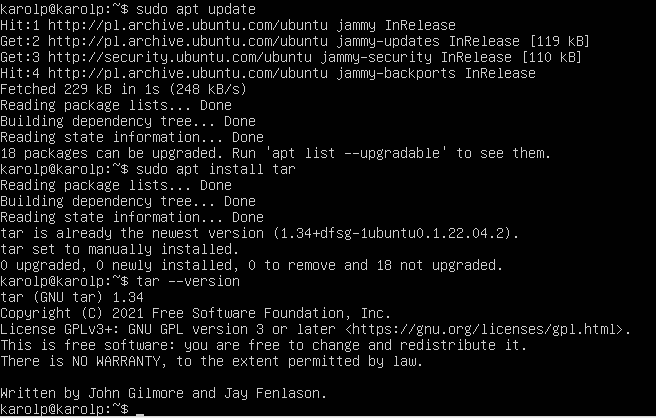 karolp@karolp:~$ sudo apt update
Hit:1 http://pl.archive.ubuntu.com/ubuntu jammy InRelease
Get:2 http://pl.archive.ubuntu.com/ubuntu jammy-updates InRelease [119 kB]
Get:3 http://security.ubuntu.com/ubuntu jammy-security InRelease [110 kB]
Hit:4 http://pl.archive.ubuntu.com/ubuntu jammy-backports InRelease
Fetched 229 kB in 1s (248 kB/s)
Reading package lists... Done
Building dependency tree... Done
Reading state information... Done
18 packages can be upgraded. Run 'apt list --upgradable' to see them.
karolp@karolp:~$ sudo apt install tar
Reading package lists... Done
Building dependency tree... Done
Reading state information... Done
tar is already the newest version (1.34+dfsg-1ubuntu0.1.22.04.2).
tar set to manually installed.
0 upgraded, 0 newly installed, 0 to remove and 18 not upgraded.
karolp@karolp:~$ tar --version
tar (GNU tar) 1.34
Copyright (C) 2021 Free Software Foundation, Inc.
License GPLv3+: GNU GPL version 3 or later <https://gnu.org/licenses/gpl.html>.
This is free software: you are free to change and redistribute it.
There is NO WARRANTY, to the extent permitted by law.
Written by John Gilmore and Jay Fenlason.
karolp@karolp:~$ _